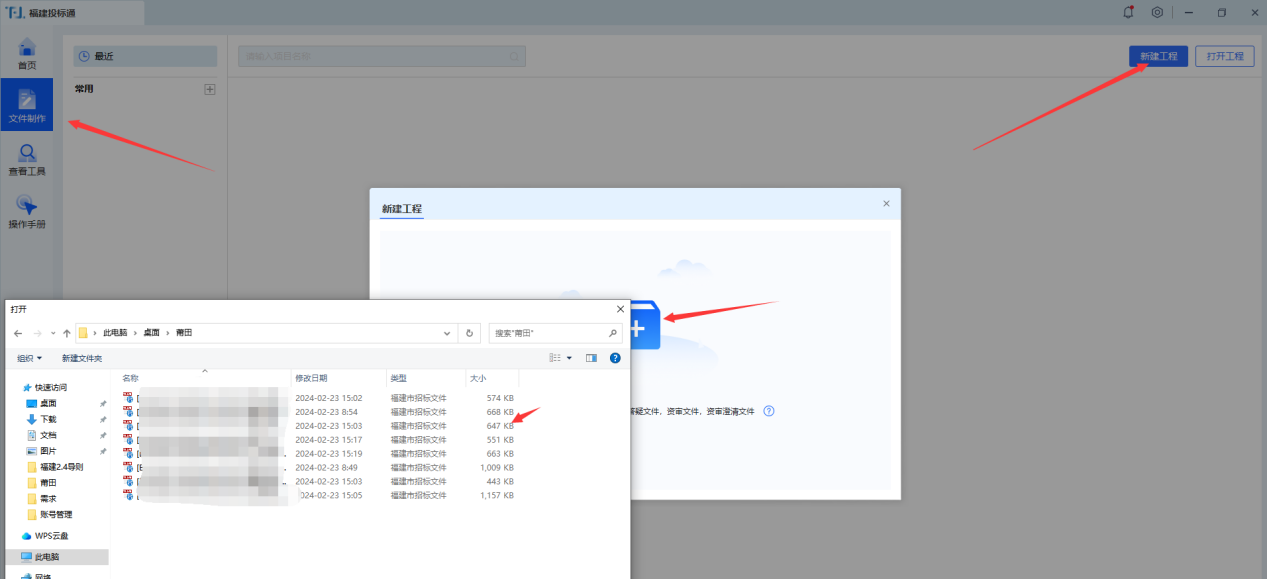 福建投标通
首页
文件制作
查看工具
操作手册
最近
常用
请输入项目名称
新建工程
打开工程
新建工程
答疑文件，资审文件，资审澄清文件
打开
此电脑 › 桌面 › 莆田
搜索"莆田"
组织
新建文件夹
快速访问
桌面
下载
文档
图片
福建2.4导则
莆田
需求
账号管理
WPS云盘
此电脑
网络
名称 修改日期 类型 大小
2024-02-23 15:02 福建市招标文件 574 KB
2024-02-23 8:54 福建市招标文件 668 KB
2024-02-23 15:03 福建市招标文件 647 KB
2024-02-23 15:17 福建市招标文件 551 KB
2024-02-23 15:19 福建市招标文件 663 KB
2024-02-23 8:49 福建市招标文件 1,009 KB
2024-02-23 15:03 福建市招标文件 443 KB
2024-02-23 15:05 福建市招标文件 1,157 KB